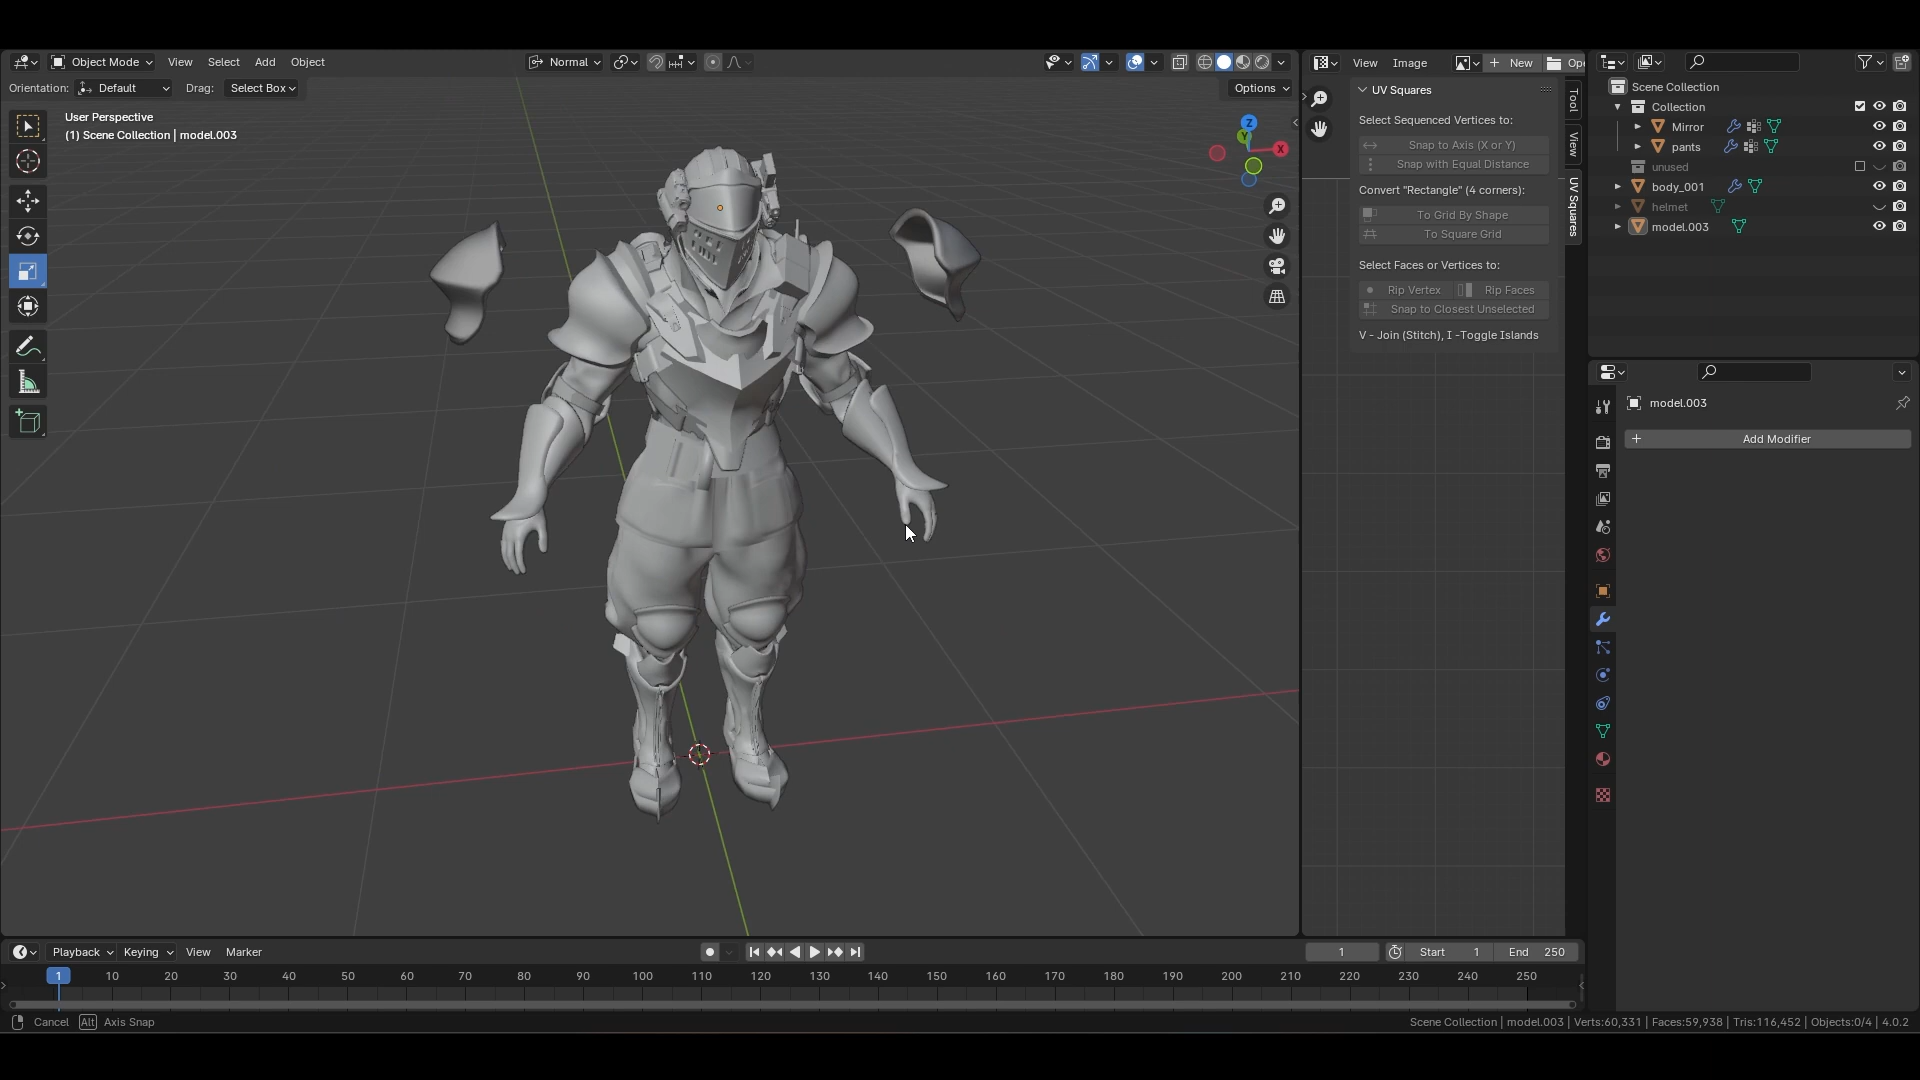 Object Mode View Select Add Object Normal
Orientation: Default Drag: Select Box Options
User Perspective
(1) Scene Collection | model.003
Z
Y
X
View Image New Ope
UV Squares
Select Sequenced Vertices to:
Snap to Axis (X or Y)
Snap with Equal Distance
Convert "Rectangle" (4 corners):
To Grid By Shape
To Square Grid
Select Faces or Vertices to:
Rip Vertex Rip Faces
Snap to Closest Unselected
V - Join (Stitch), I -Toggle Islands
Tool
View
UV Squares
Scene Collection
Collection
Mirror
pants
unused
body_001
helmet
model.003
model.003
Add Modifier
Playback Keying View Marker 1 Start 1 End 250
1 10 20 30 40 50 60 70 80 90 100 110 120 130 140 150 160 170 180 190 200 210 220 230 240 250
Cancel Alt Axis Snap Scene Collection | model.003 | Verts:60,331 | Faces:59,938 | Tris:116,452 | Objects:0/4 | 4.0.2